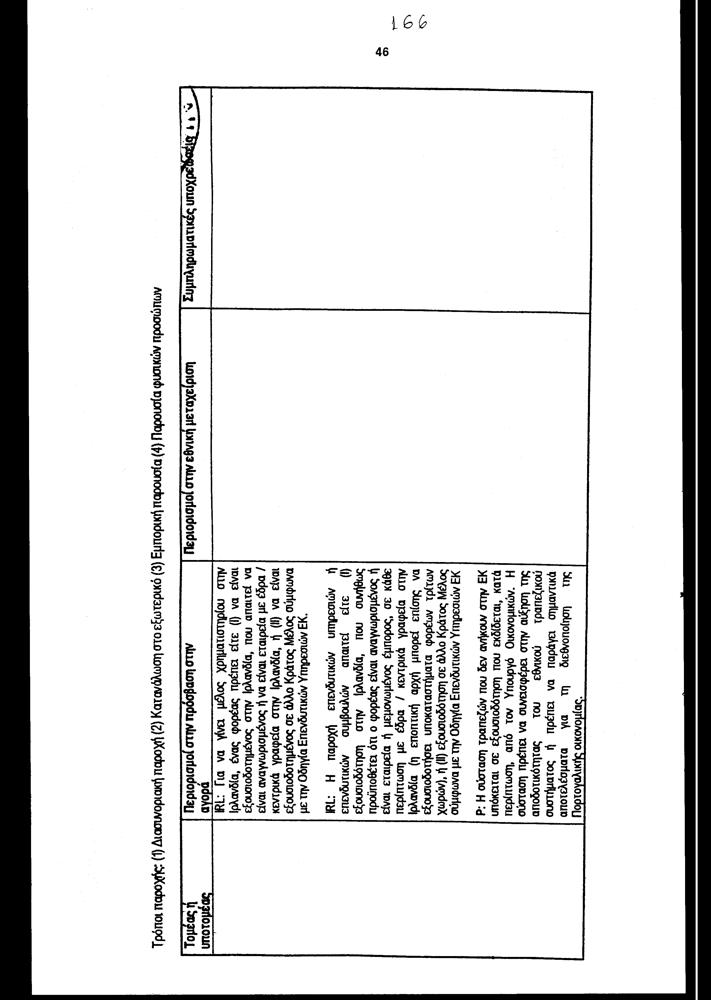 166
46
Τρόποι παροχής: (1) Διασυνοριακή παροχή (2) Κατανάλωση στο εξωτερικό (3) Εμπορική παρουσία (4) Παρουσία φυσικών προσώπων
Τομέας ή
υποτομέας
Περιορισμοί στην πρόσβαση στην
αγορά
Περιορισμοί στην εθνική μεταχείριση
Συμπληρωματικές υποχρεώσεις
IRL: Για να γίνει μέλος χρηματιστηρίου στην
Ιρλανδία, ένας φορέας πρέπει είτε (I) να είναι
εξουσιοδοτημένος στην Ιρλανδία, που απαιτεί να
είναι αναγνωρισμένος ή να είναι εταιρεία με έδρα /
κεντρικά γραφεία στην Ιρλανδία, ή (II) να είναι
εξουσιοδοτημένος σε άλλο Κράτος Μέλος σύμφωνα
με την Οδηγία Επενδυτικών Υπηρεσιών ΕΚ.
IRL: Η παροχή επενδυτικών υπηρεσιών ή
επενδυτικών συμβουλών απαιτεί είτε (I)
εξουσιοδότηση στην Ιρλανδία, που συνήθως
προϋποθέτει ότι ο φορέας είναι αναγνωρισμένος ή
είναι εταιρεία ή μεμονωμένος έμπορος, σε κάθε
περίπτωση με έδρα / κεντρικά γραφεία στην
Ιρλανδία (η εποπτική αρχή μπορεί επίσης να
εξουσιοδοτήσει υποκαταστήματα φορέων τρίτων
χωρών), ή (II) εξουσιοδότηση σε άλλο Κράτος Μέλος
σύμφωνα με την Οδηγία Επενδυτικών Υπηρεσιών ΕΚ
P: Η σύσταση τραπεζών που δεν ανήκουν στην ΕΚ
υπόκειται σε εξουσιοδότηση που εκδίδεται, κατά
περίπτωση, από τον Υπουργό Οικονομικών. Η
σύσταση πρέπει να συνεισφέρει στην αύξηση της
αποδοτικότητας του εθνικού τραπεζικού
συστήματος ή πρέπει να παράγει σημαντικά
αποτελέσματα για τη διεθνοποίηση της
Πορτογαλικής οικονομίας.